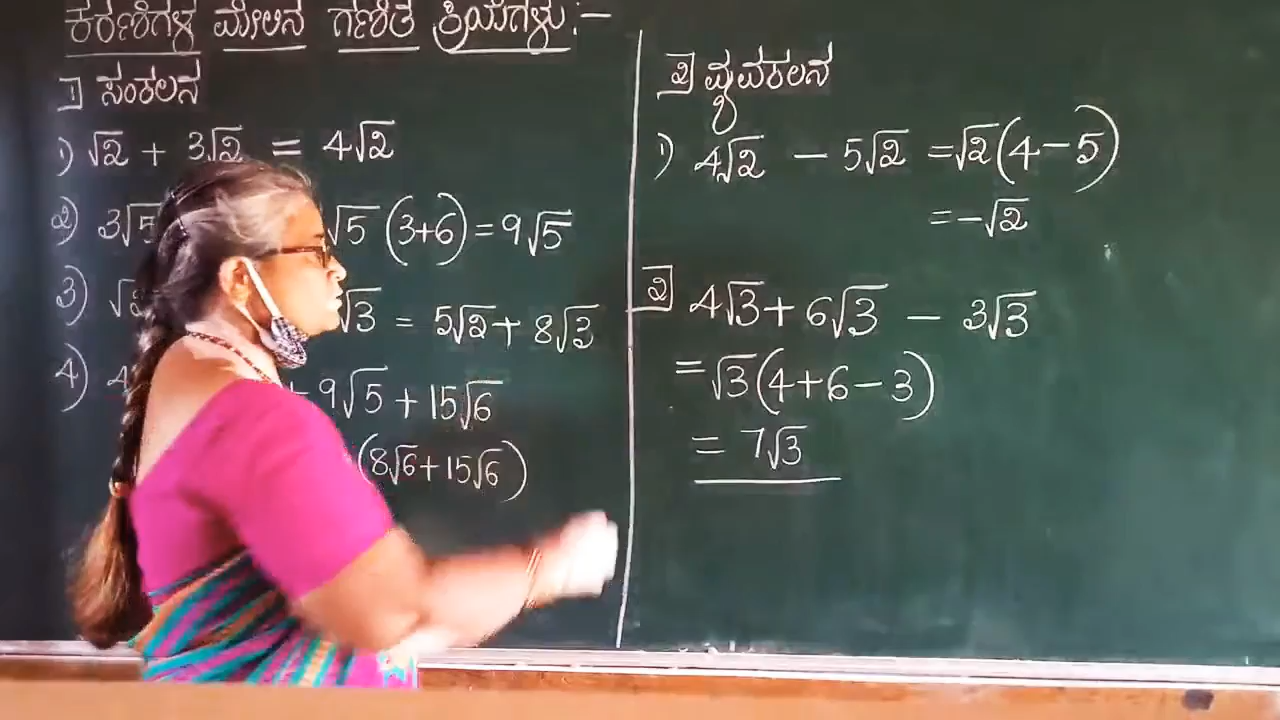 ಕರಣಿಗಳ ಮೇಲಿನ ಗಣಿತ ಕ್ರಿಯೆಗಳು :-
1] ಸಂಕಲನ
1) √2 + 3√2 = 4√2
೨) 3√5 √5 (3+6) = 9√5
3) √3 = 5√2 + 8√3
4) 4 + 9√5 + 15√6
(8√6 + 15√6)
೨] ವ್ಯವಕಲನ
1) 4√2 - 5√2 = √2 (4-5)
= -√2
೨] 4√3 + 6√3 - 3√3
= √3 (4+6-3)
= 7√3